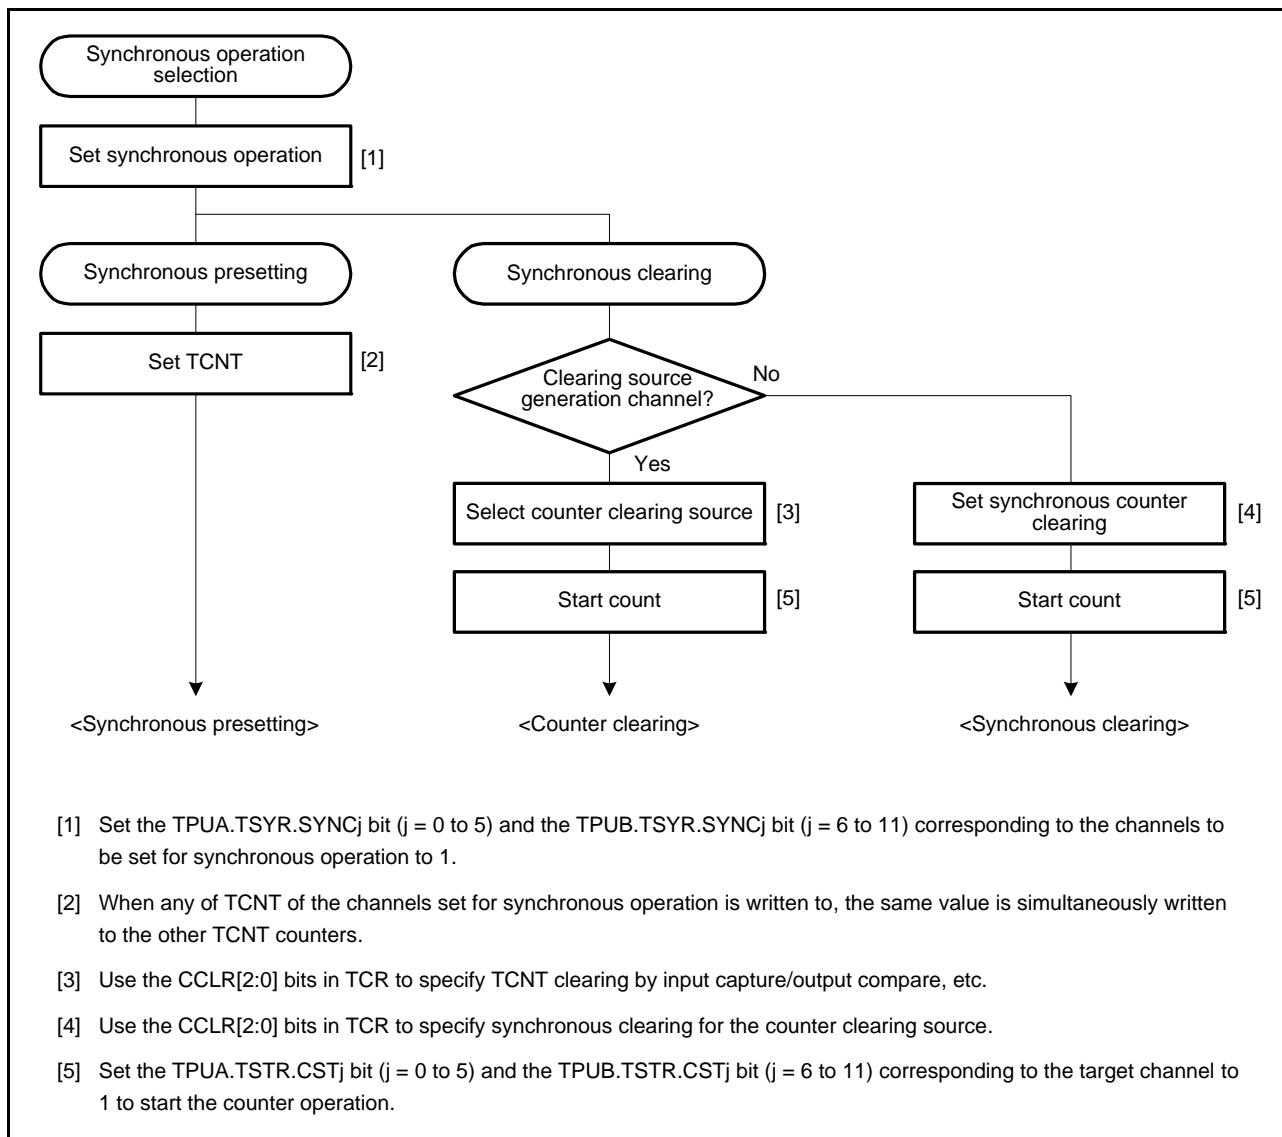 Synchronous operation
selection
Set synchronous operation
[1]
Synchronous presetting
Synchronous clearing
Set TCNT
[2]
Clearing source
generation channel?
No
Yes
Select counter clearing source
[3]
Set synchronous counter
clearing
[4]
Start count
[5]
Start count
[5]
<Synchronous presetting>
<Counter clearing>
<Synchronous clearing>
[1] Set the TPUA.TSYR.SYNCj bit (j = 0 to 5) and the TPUB.TSYR.SYNCj bit (j = 6 to 11) corresponding to the channels to
be set for synchronous operation to 1.
[2] When any of TCNT of the channels set for synchronous operation is written to, the same value is simultaneously written
to the other TCNT counters.
[3] Use the CCLR[2:0] bits in TCR to specify TCNT clearing by input capture/output compare, etc.
[4] Use the CCLR[2:0] bits in TCR to specify synchronous clearing for the counter clearing source.
[5] Set the TPUA.TSTR.CSTj bit (j = 0 to 5) and the TPUB.TSTR.CSTj bit (j = 6 to 11) corresponding to the target channel to
1 to start the counter operation.